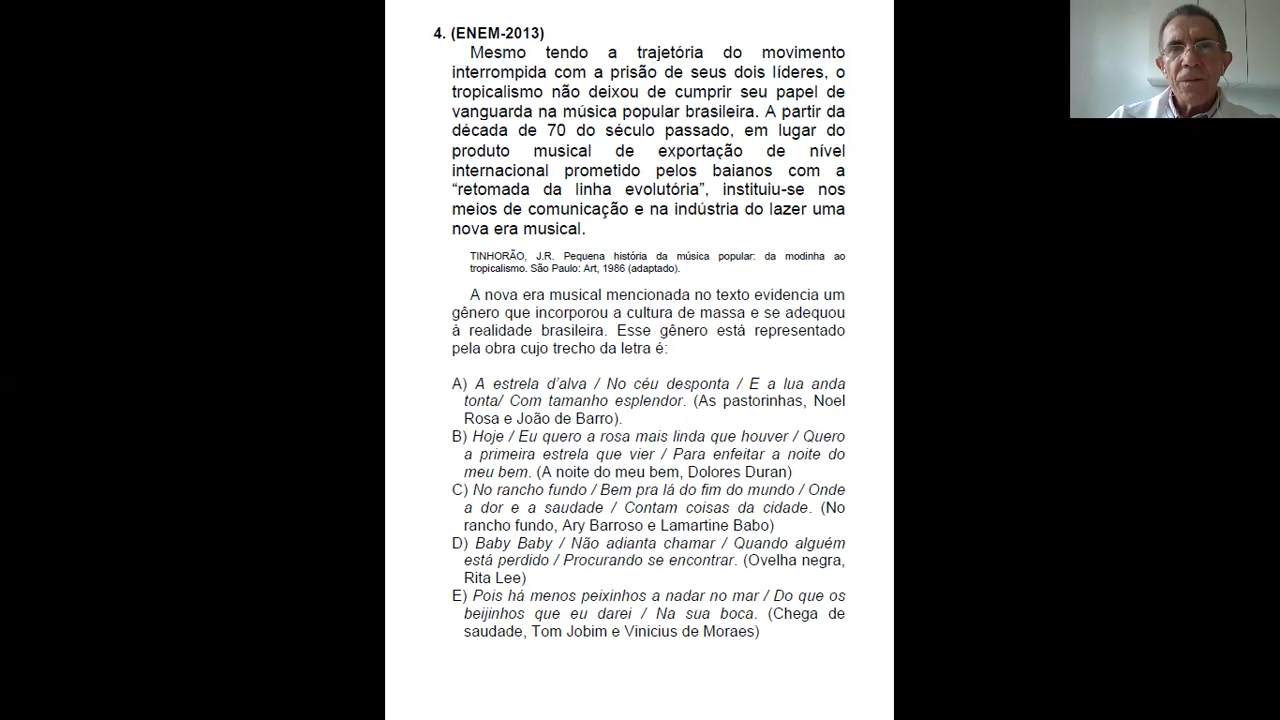 4. (ENEM-2013)
Mesmo tendo a trajetória do movimento
interrompida com a prisão de seus dois líderes, o
tropicalismo não deixou de cumprir seu papel de
vanguarda na música popular brasileira. A partir da
década de 70 do século passado, em lugar do
produto musical de exportação de nível
internacional prometido pelos baianos com a
“retomada da linha evolutória”, instituiu-se nos
meios de comunicação e na indústria do lazer uma
nova era musical.
TINHORÃO, J.R. Pequena história da música popular: da modinha ao
tropicalismo. São Paulo: Art, 1986 (adaptado).
A nova era musical mencionada no texto evidencia um
gênero que incorporou a cultura de massa e se adequou
à realidade brasileira. Esse gênero está representado
pela obra cujo trecho da letra é:
A) A estrela d’alva / No céu desponta / E a lua anda
tonta/ Com tamanho esplendor. (As pastorinhas, Noel
Rosa e João de Barro).
B) Hoje / Eu quero a rosa mais linda que houver / Quero
a primeira estrela que vier / Para enfeitar a noite do
meu bem. (A noite do meu bem, Dolores Duran)
C) No rancho fundo / Bem pra lá do fim do mundo / Onde
a dor e a saudade / Contam coisas da cidade. (No
rancho fundo, Ary Barroso e Lamartine Babo)
D) Baby Baby / Não adianta chamar / Quando alguém
está perdido / Procurando se encontrar. (Ovelha negra,
Rita Lee)
E) Pois há menos peixinhos a nadar no mar / Do que os
beijinhos que eu darei / Na sua boca. (Chega de
saudade, Tom Jobim e Vinicius de Moraes)